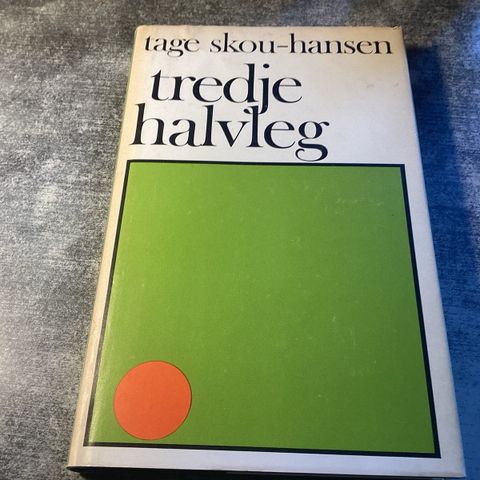 tage skou-hansen
tredje
halvleg